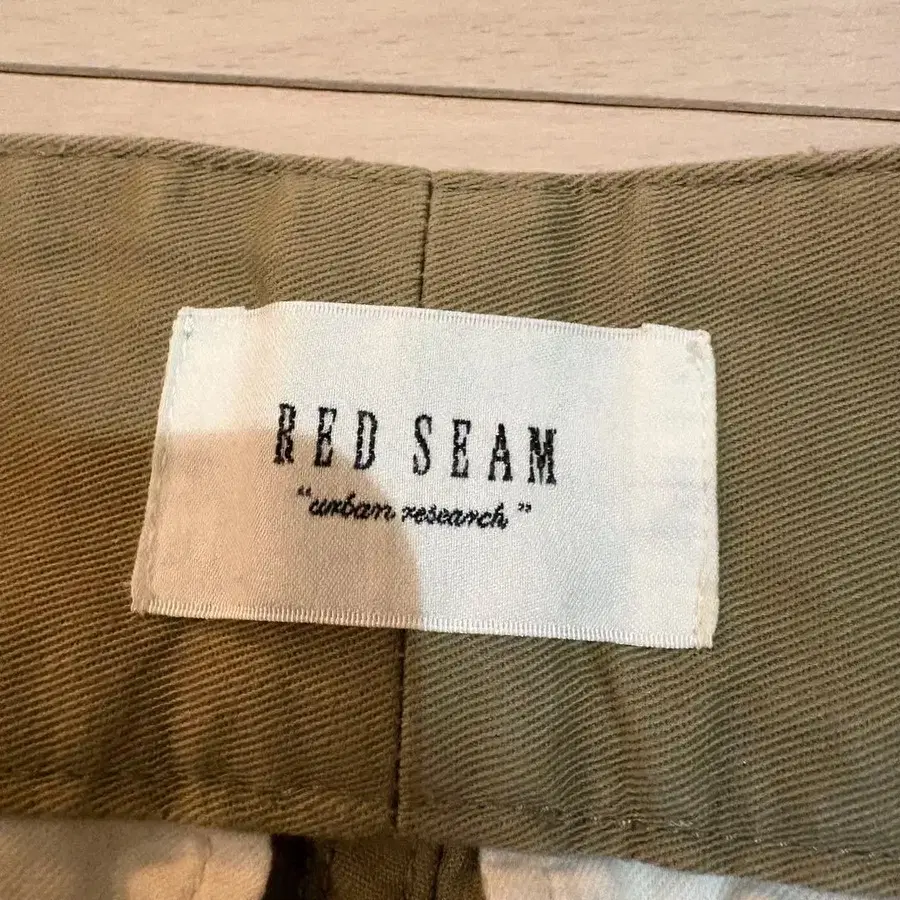 RED SEAM
“urban research”